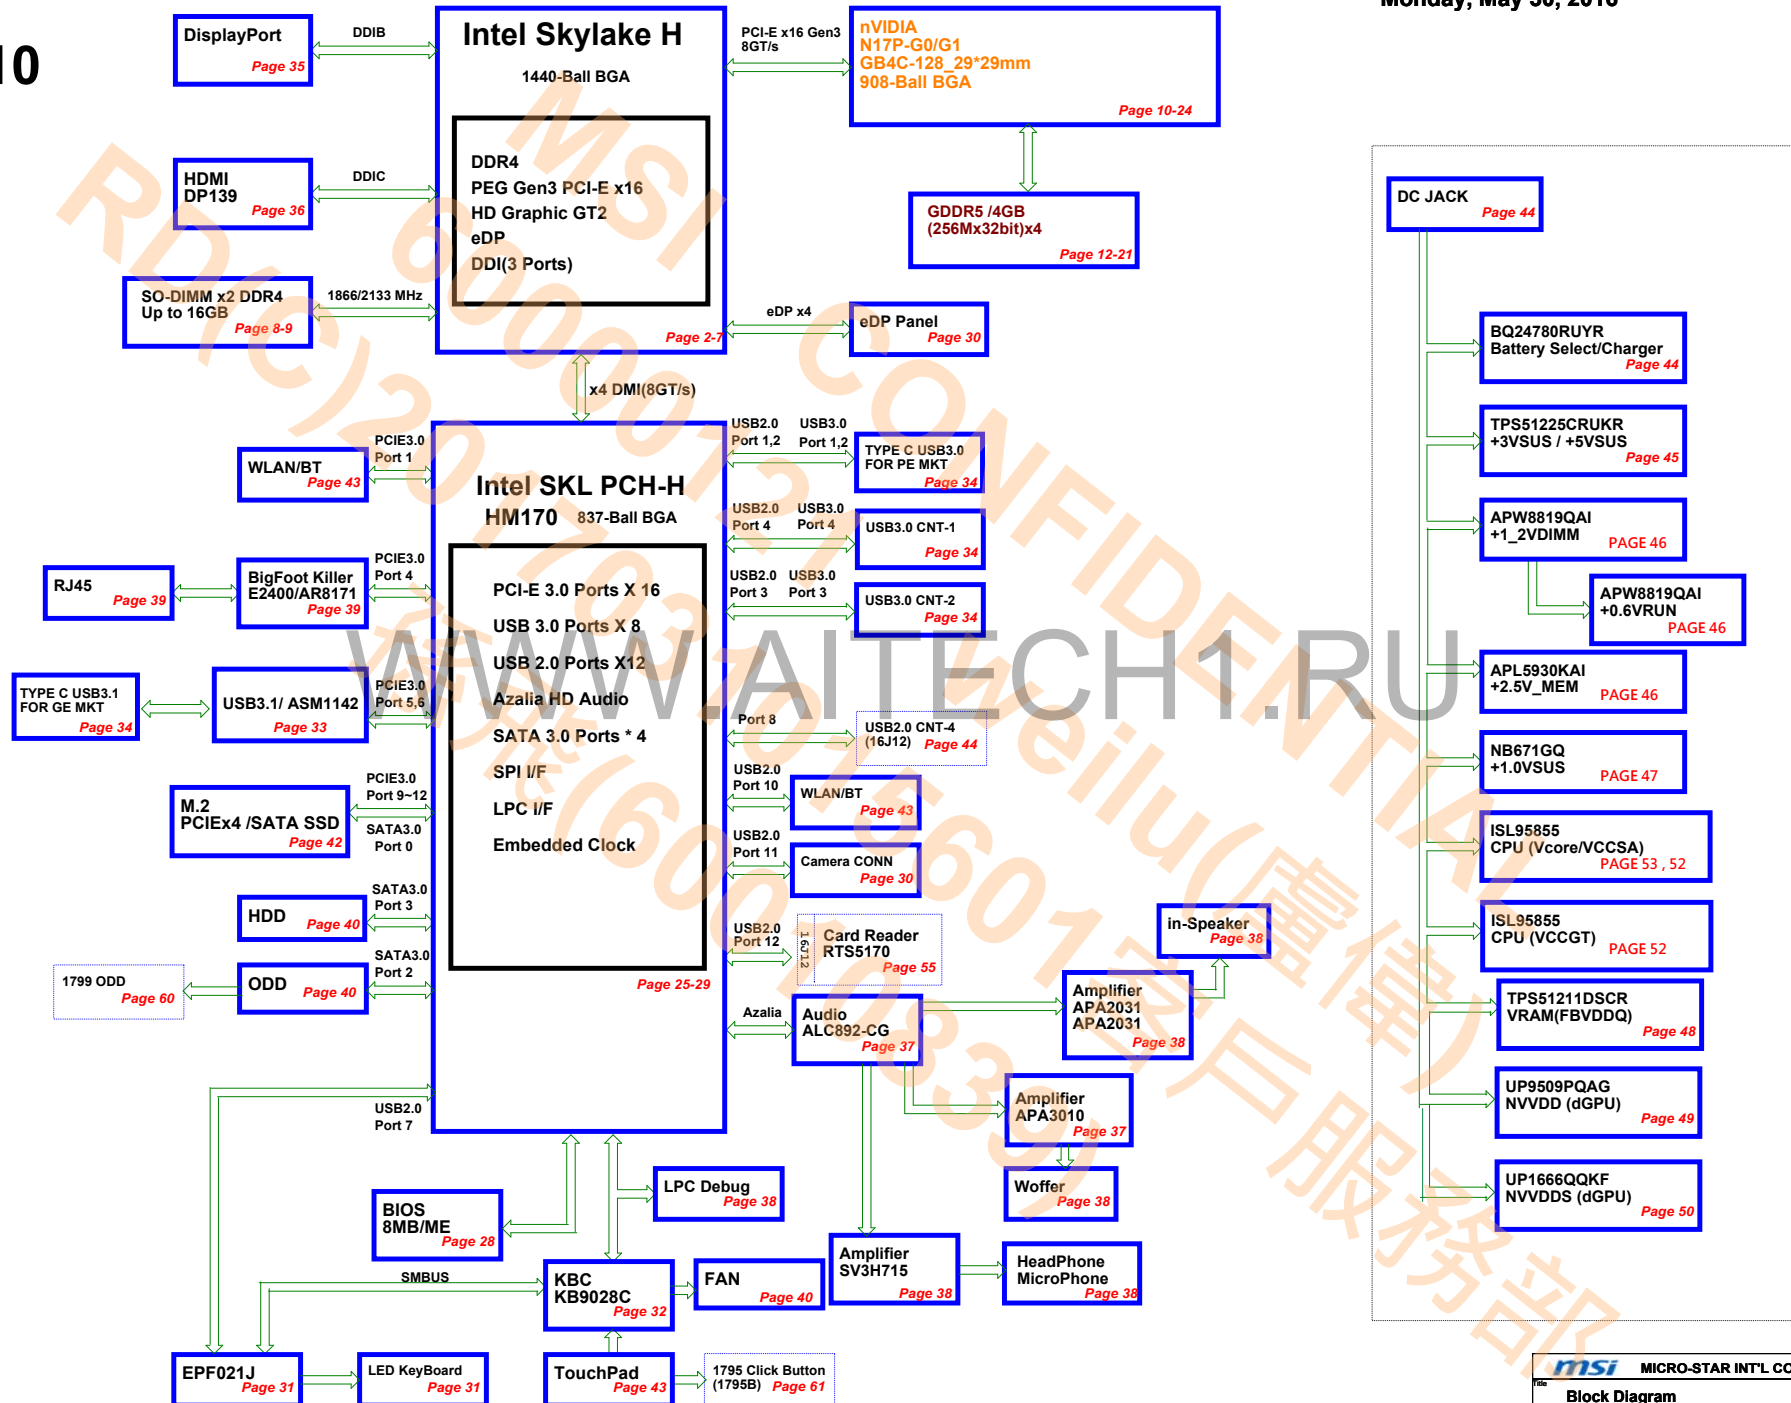 Monday, May 30, 2016
10
DisplayPort
Page 35
DDIB
Intel Skylake H
1440-Ball BGA
DDR4
PEG Gen3 PCI-E x16
HD Graphic GT2
eDP
DDI(3 Ports)
Page 2-7
PCI-E x16 Gen3
8GT/s
nVIDIA
N17P-G0/G1
GB4C-128_29*29mm
908-Ball BGA
Page 10-24
GDDR5 /4GB
(256Mx32bit)x4
Page 12-21
HDMI
DP139
Page 36
DDIC
SO-DIMM x2 DDR4
Up to 16GB
Page 8-9
1866/2133 MHz
eDP x4
eDP Panel
Page 30
x4 DMI(8GT/s)
Intel SKL PCH-H
HM170 837-Ball BGA
PCI-E 3.0 Ports X 16
USB 3.0 Ports X 8
USB 2.0 Ports X12
Azalia HD Audio
SATA 3.0 Ports * 4
SPI I/F
LPC I/F
Embedded Clock
Page 25-29
WLAN/BT
Page 43
PCIE3.0
Port 1
RJ45
Page 39
BigFoot Killer
E2400/AR8171
Page 39
PCIE3.0
Port 4
TYPE C USB3.1
FOR GE MKT
Page 34
USB3.1/ ASM1142
Page 33
PCIE3.0
Port 5,6
M.2
PCIEx4 /SATA SSD
Page 42
PCIE3.0
Port 9~12
SATA3.0
Port 0
HDD
Page 40
SATA3.0
Port 3
1799 ODD
Page 60
ODD
Page 40
SATA3.0
Port 2
USB2.0
Port 7
USB2.0
Port 1,2
USB3.0
Port 1,2
TYPE C USB3.0
FOR PE MKT
Page 34
USB2.0
Port 4
USB3.0
Port 4
USB3.0 CNT-1
Page 34
USB2.0
Port 3
USB3.0
Port 3
USB3.0 CNT-2
Page 34
Port 8
USB2.0 CNT-4
(16J12)
Page 44
USB2.0
Port 10
WLAN/BT
Page 43
USB2.0
Port 11
Camera CONN
Page 30
USB2.0
Port 12
16J12
Card Reader
RTS5170
Page 55
Azalia
Audio
ALC892-CG
Page 37
in-Speaker
Page 38
Amplifier
APA2031
APA2031
Page 38
Amplifier
APA3010
Page 37
Woffer
Page 38
Amplifier
SV3H715
Page 38
HeadPhone
MicroPhone
Page 38
BIOS
8MB/ME
Page 28
LPC Debug
Page 38
KBC
KB9028C
Page 32
FAN
Page 40
SMBUS
EPF021J
Page 31
LED KeyBoard
Page 31
TouchPad
Page 43
1795 Click Button
(1795B)
Page 61
DC JACK
Page 44
BQ24780RUYR
Battery Select/Charger
Page 44
TPS51225CRUKR
+3VSUS / +5VSUS
Page 45
APW8819QAI
+1_2VDIMM
PAGE 46
APW8819QAI
+0.6VRUN
PAGE 46
APL5930KAI
+2.5V_MEM
PAGE 46
NB671GQ
+1.0VSUS
PAGE 47
ISL95855
CPU (Vcore/VCCSA)
PAGE 53 , 52
ISL95855
CPU (VCCGT)
PAGE 52
TPS51211DSCR
VRAM(FBVDDQ)
Page 48
UP9509PQAG
NVVDD (dGPU)
Page 49
UP1666QQKF
NVVDDS (dGPU)
Page 50
msi MICRO-STAR INT'L CO
Title
Block Diagram
WWW.AITECH1.RU
MSI CONFIDENTIAL